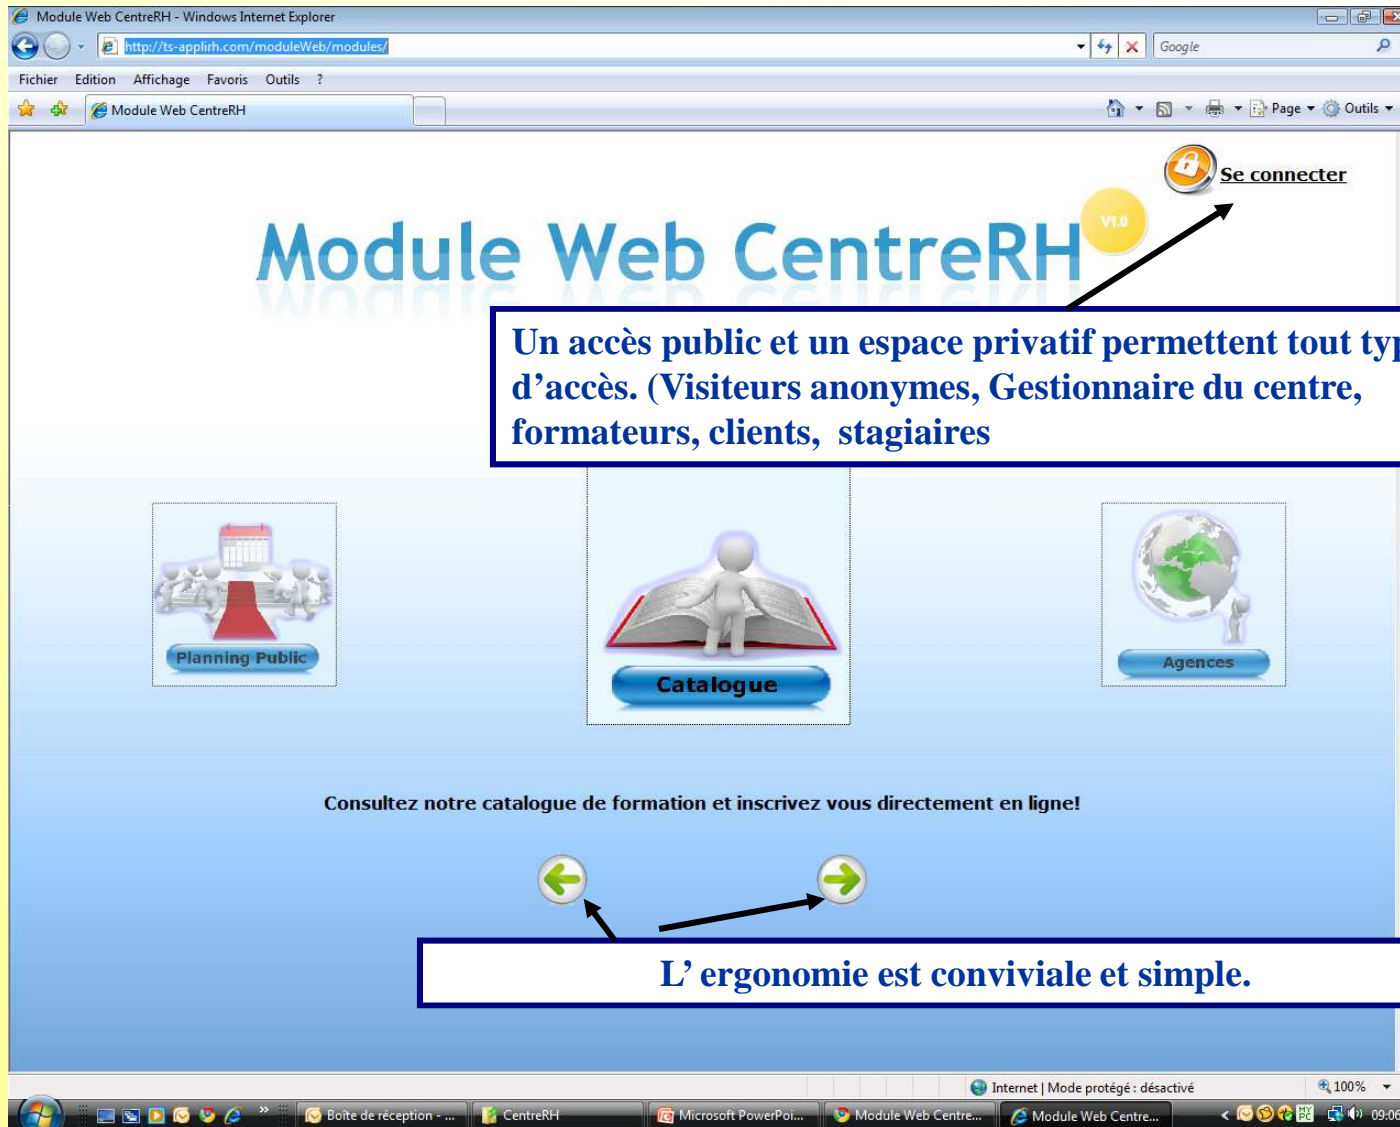 Module Web CentreRH - Windows Internet Explorer
http://ts-applirh.com/moduleWeb/modules/
Google
Fichier Edition Affichage Favoris Outils ?
Module Web CentreRH
Page Outils
Se connecter
Module Web CentreRH
V1.0
Un accès public et un espace privatif permettent tout typ
d’accès. (Visiteurs anonymes, Gestionnaire du centre,
formateurs, clients, stagiaires
Planning Public
Catalogue
Agences
Consultez notre catalogue de formation et inscrivez vous directement en ligne!
L’ ergonomie est conviviale et simple.
Internet | Mode protégé : désactivé
100%
Boîte de réception - ...
CentreRH
Microsoft PowerPoi...
Module Web Centre...
Module Web Centre...
09:06